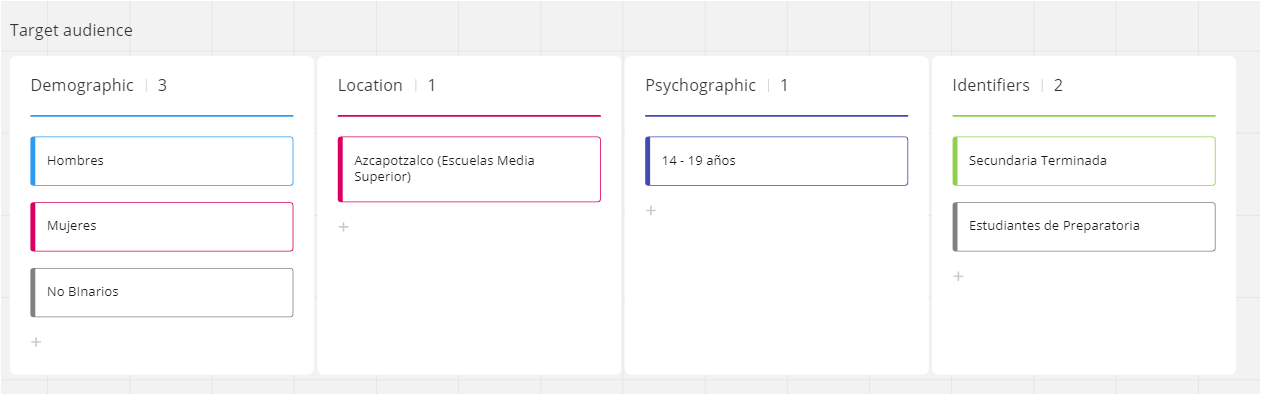 Target audience
Demographic | 3
Hombres
Mujeres
No BInarios
+
Location | 1
Azcapotzalco (Escuelas Media
Superior)
+
Psychographic | 1
14 - 19 años
+
Identifiers | 2
Secundaria Terminada
Estudiantes de Preparatoria
+